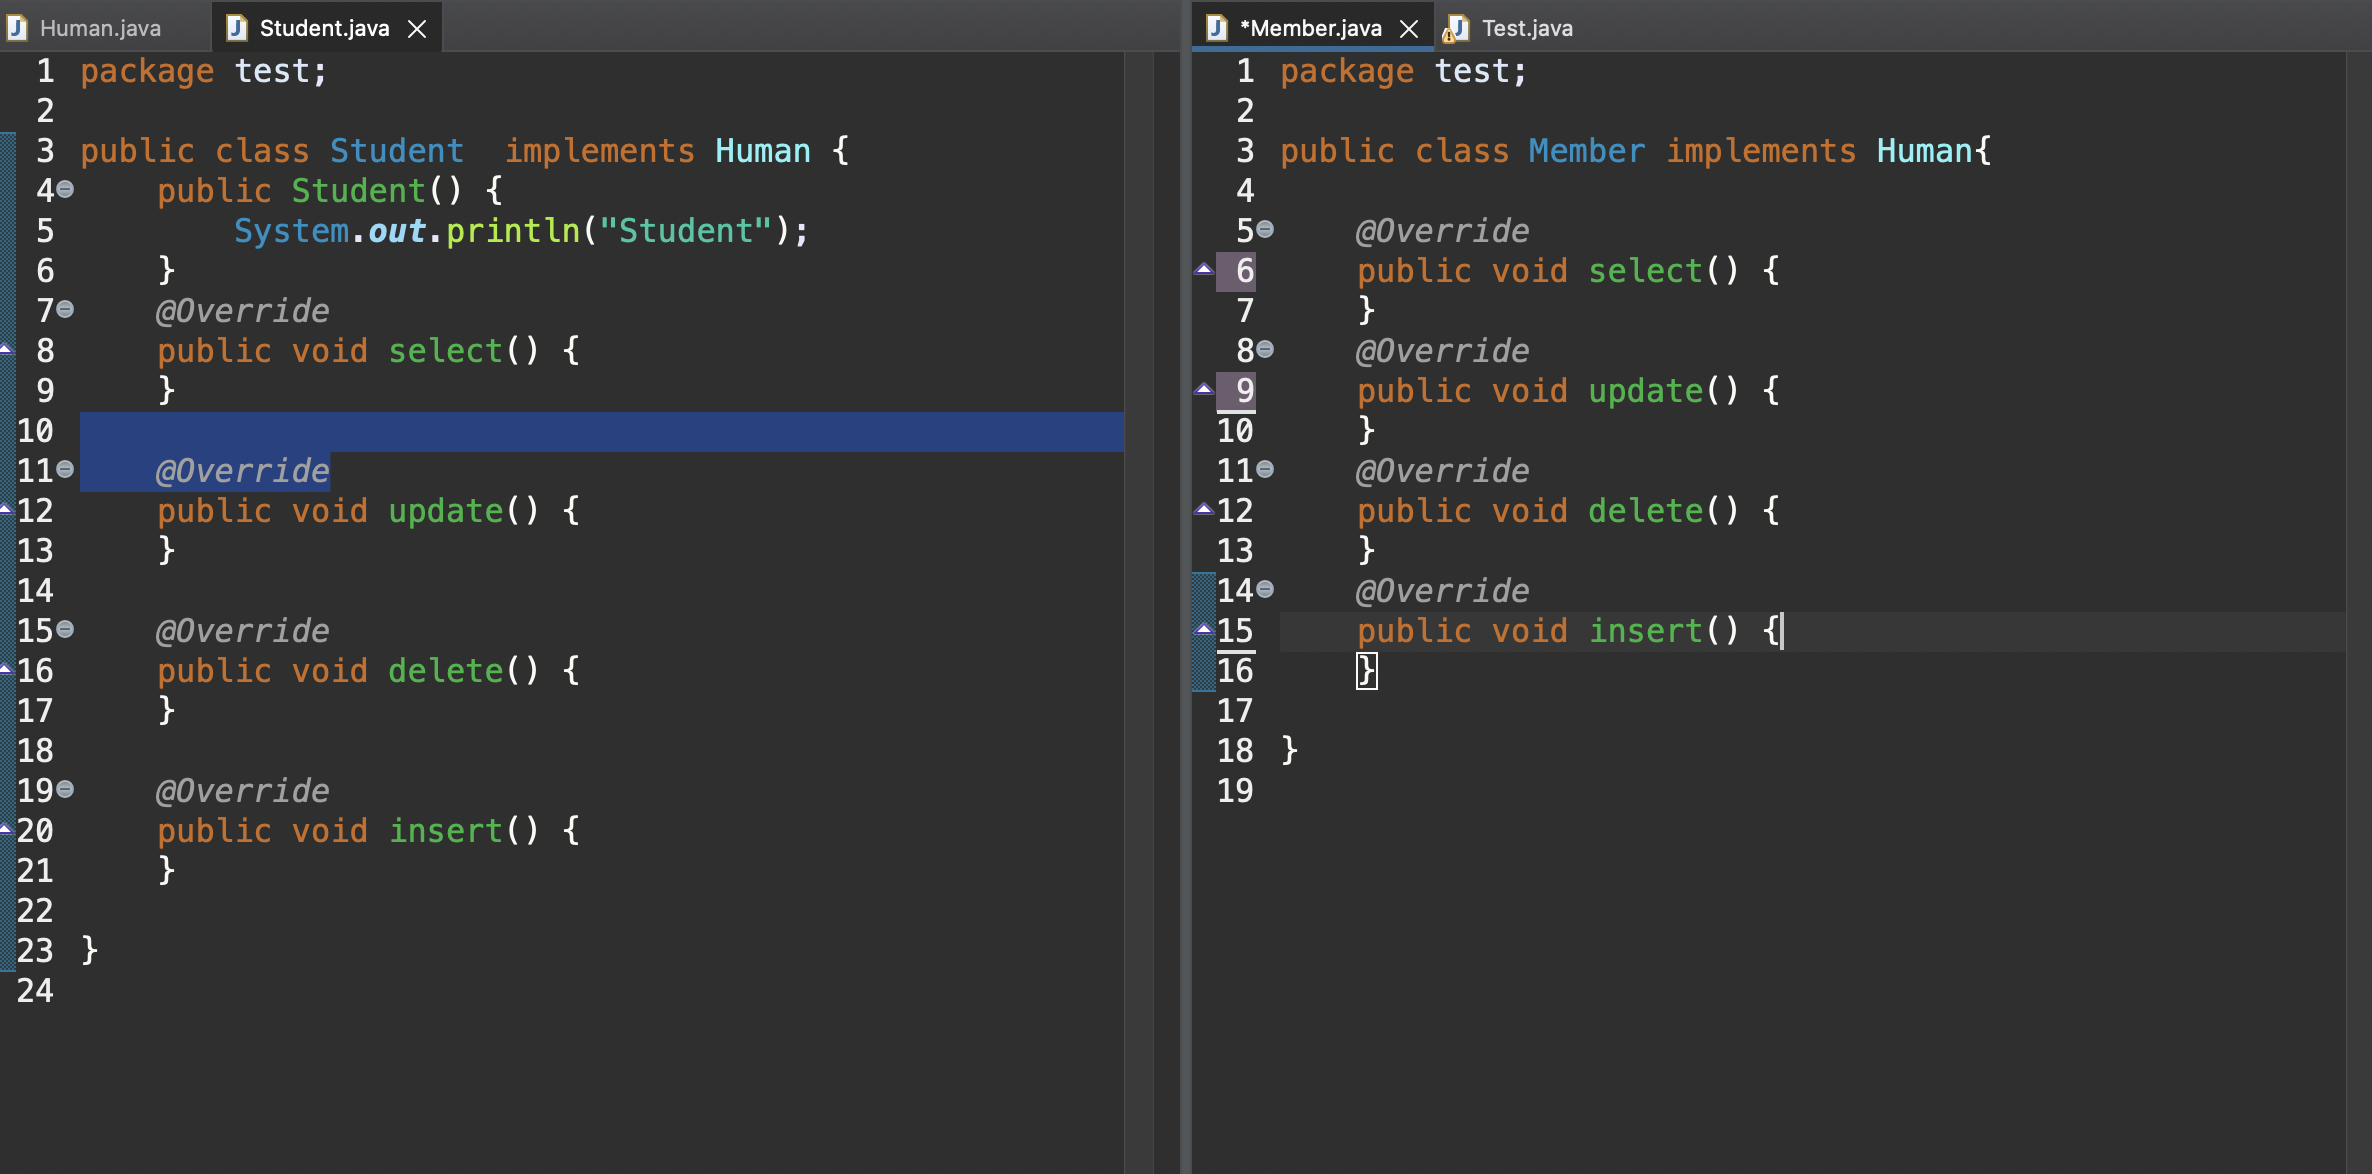 Human.java
Student.java
1 package test;
2
3 public class Student  implements Human {
4     public Student() {
5         System.out.println("Student");
6     }
7     @Override
8     public void select() {
9     }
10
11     @Override
12     public void update() {
13     }
14
15     @Override
16     public void delete() {
17     }
18
19     @Override
20     public void insert() {
21     }
22
23 }
24
*Member.java
Test.java
1 package test;
2
3 public class Member implements Human{
4
5     @Override
6     public void select() {
7     }
8     @Override
9     public void update() {
10     }
11     @Override
12     public void delete() {
13     }
14     @Override
15     public void insert() {
16     }
17
18 }
19